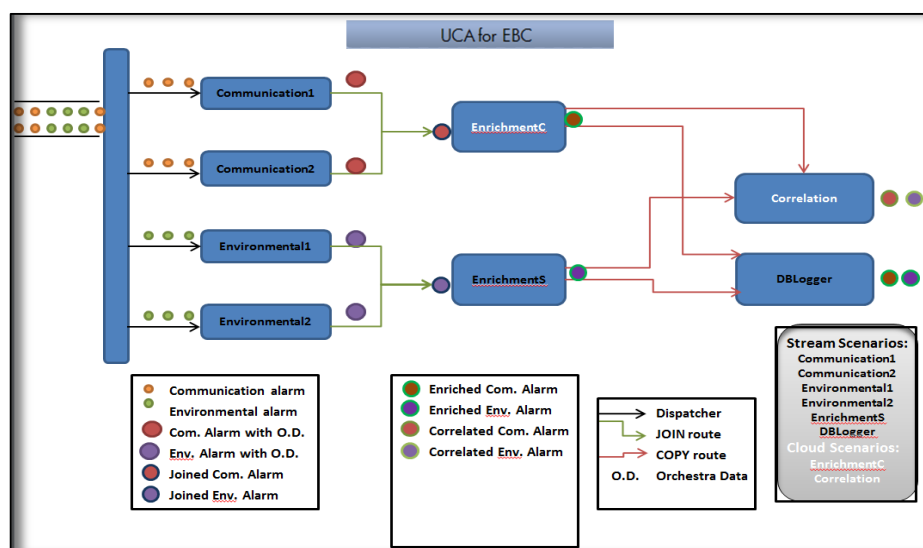 UCA for EBC
Communication1
EnrichmentC
Communication2
Correlation
Environmental1
EnrichmentS
DBLogger
Environmental2
Communication alarm
Environmental alarm
Com. Alarm with O.D.
Env. Alarm with O.D.
Joined Com. Alarm
Joined Env. Alarm
Enriched Com. Alarm
Enriched Env. Alarm
Correlated Com. Alarm
Correlated Env. Alarm
Dispatcher
JOIN route
COPY route
O.D. Orchestra Data
Stream Scenarios:
Communication1
Communication2
Environmental1
Environmental2
EnrichmentS
DBLogger
Cloud Scenarios:
EnrichmentC
Correlation